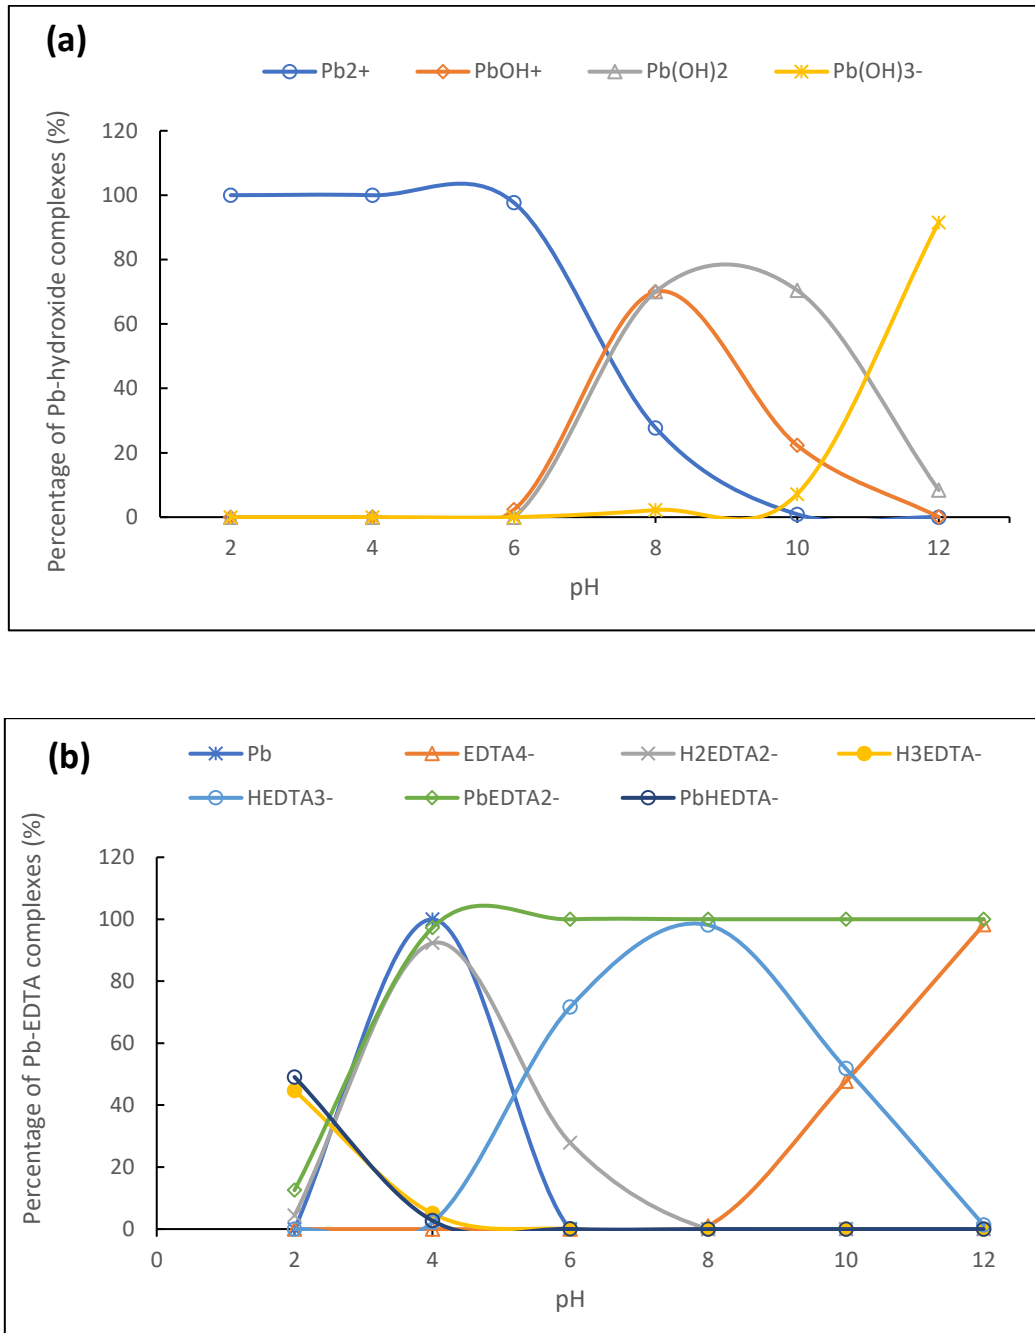 (a)
Pb2+ PbOH+ Pb(OH)2 Pb(OH)3-
Percentage of Pb-hydroxide complexes (%)
120
100
80
60
40
20
0
2 4 6 8 10 12
pH
(b)
Pb EDTA4- H2EDTA2- H3EDTA-
HEDTA3- PbEDTA2- PbHEDTA-
Percentage of Pb-EDTA complexes (%)
120
100
80
60
40
20
0
0 2 4 6 8 10 12
pH